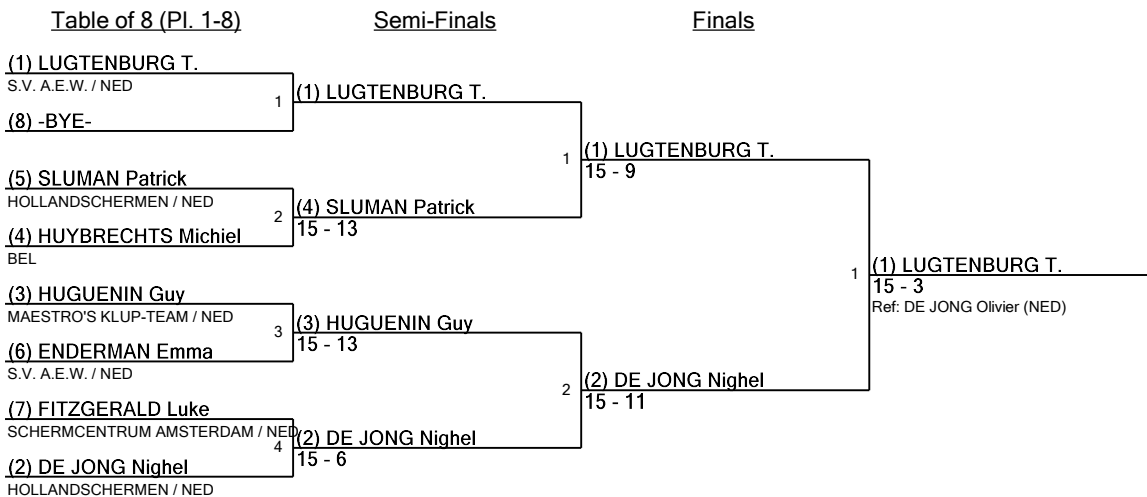 Table of 8 (Pl. 1-8)
Semi-Finals
Finals
(1) LUGTENBURG T.
S.V. A.E.W. / NED
(8) -BYE-
(5) SLUMAN Patrick
HOLLANDSCHERMEN / NED
(4) HUYBRECHTS Michiel
BEL
(3) HUGUENIN Guy
MAESTRO'S KLUP-TEAM / NED
(6) ENDERMAN Emma
S.V. A.E.W. / NED
(7) FITZGERALD Luke
SCHERMCENTRUM AMSTERDAM / NED
(2) DE JONG Nighel
HOLLANDSCHERMEN / NED
1
(1) LUGTENBURG T.
2
(4) SLUMAN Patrick
15 - 13
3
(3) HUGUENIN Guy
15 - 13
4
(2) DE JONG Nighel
15 - 6
1
(1) LUGTENBURG T.
15 - 9
2
(2) DE JONG Nighel
15 - 11
1
(1) LUGTENBURG T.
15 - 3
Ref: DE JONG Olivier (NED)